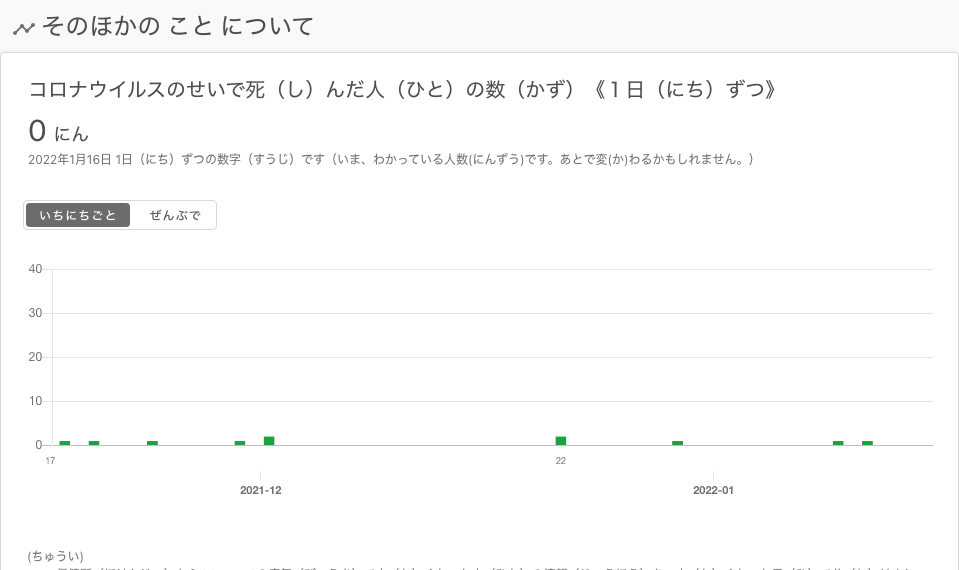 そのほかの こと について
コロナウイルスのせいで死（し）んだ人（ひと）の数（かず）《１日（にち）ずつ》
0 にん
2022年1月16日 1日（にち）ずつの数字（すうじ）です（いま、わかっている人数(にんずう)です。あとで変(か)わるかもしれません。）
いちにちごと ぜんぶで
40
30
20
10
0
17 22
2021-12 2022-01
(ちゅうい)